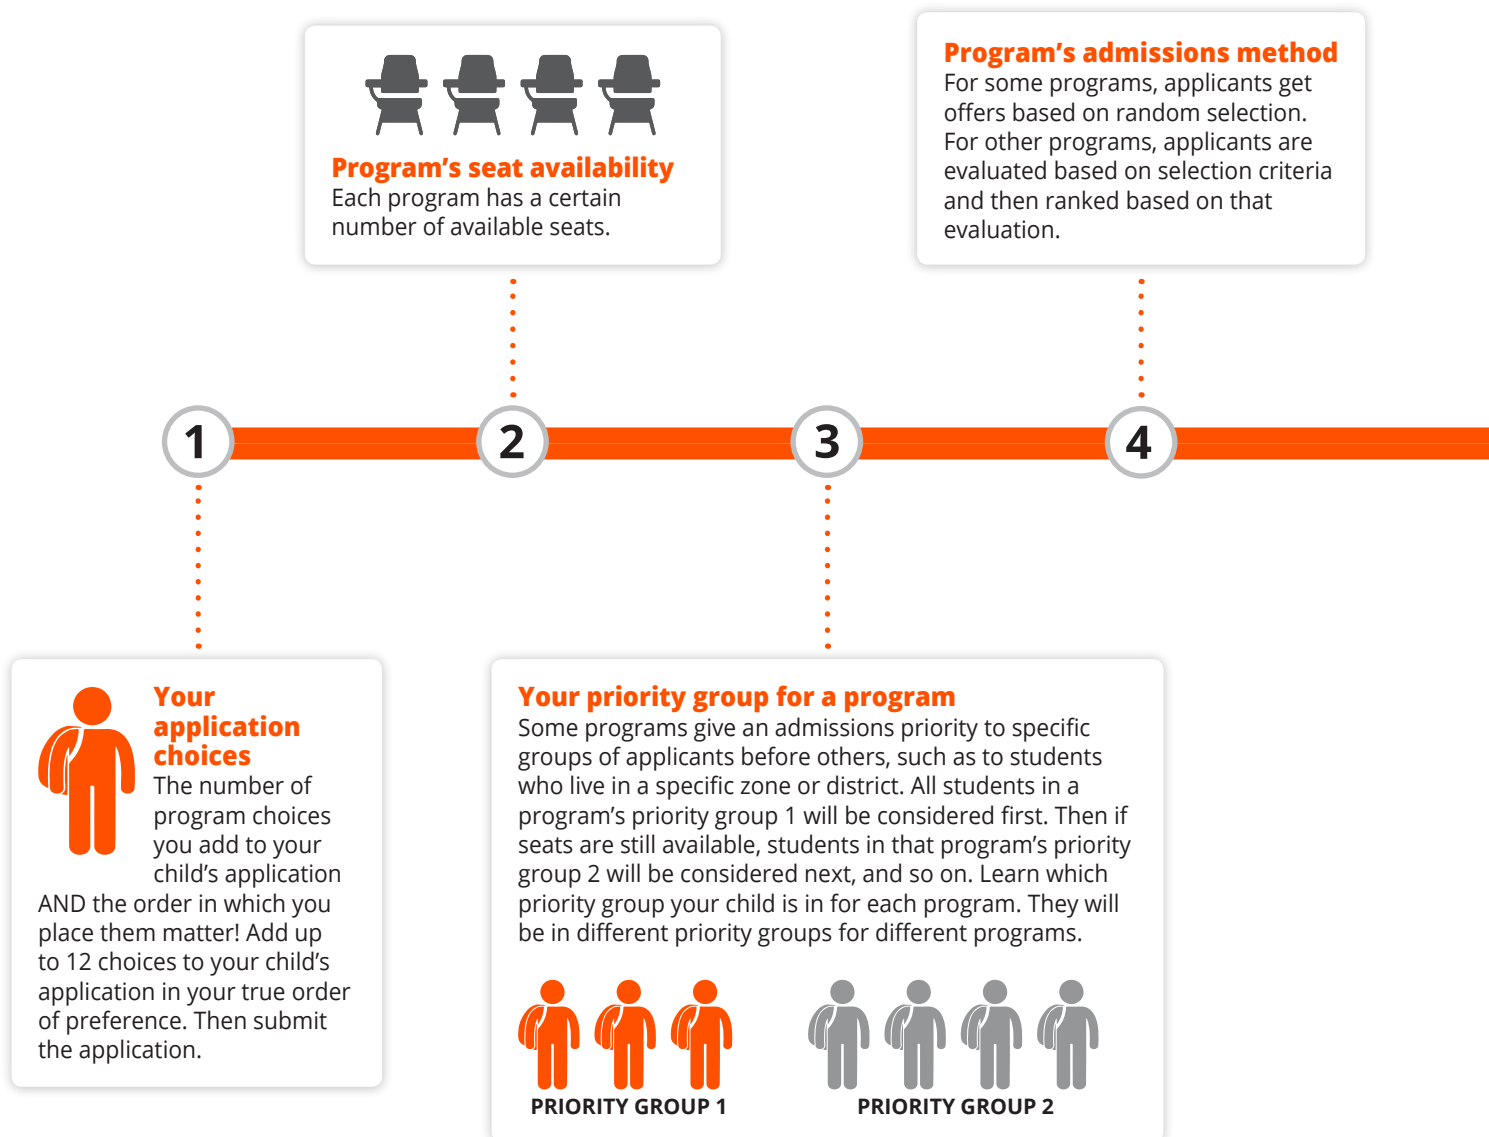 Program's seat availability
Each program has a certain
number of available seats.
Program's admissions method
For some programs, applicants get
offers based on random selection.
For other programs, applicants are
evaluated based on selection criteria
and then ranked based on that
evaluation.
1
2
3
4
Your
application
choices
The number of
program choices
you add to your
child's application
AND the order in which you
place them matter! Add up
to 12 choices to your child's
application in your true order
of preference. Then submit
the application.
Your priority group for a program
Some programs give an admissions priority to specific
groups of applicants before others, such as to students
who live in a specific zone or district. All students in a
program's priority group 1 will be considered first. Then if
seats are still available, students in that program's priority
group 2 will be considered next, and so on. Learn which
priority group your child is in for each program. They will
be in different priority groups for different programs.
PRIORITY GROUP 1
PRIORITY GROUP 2